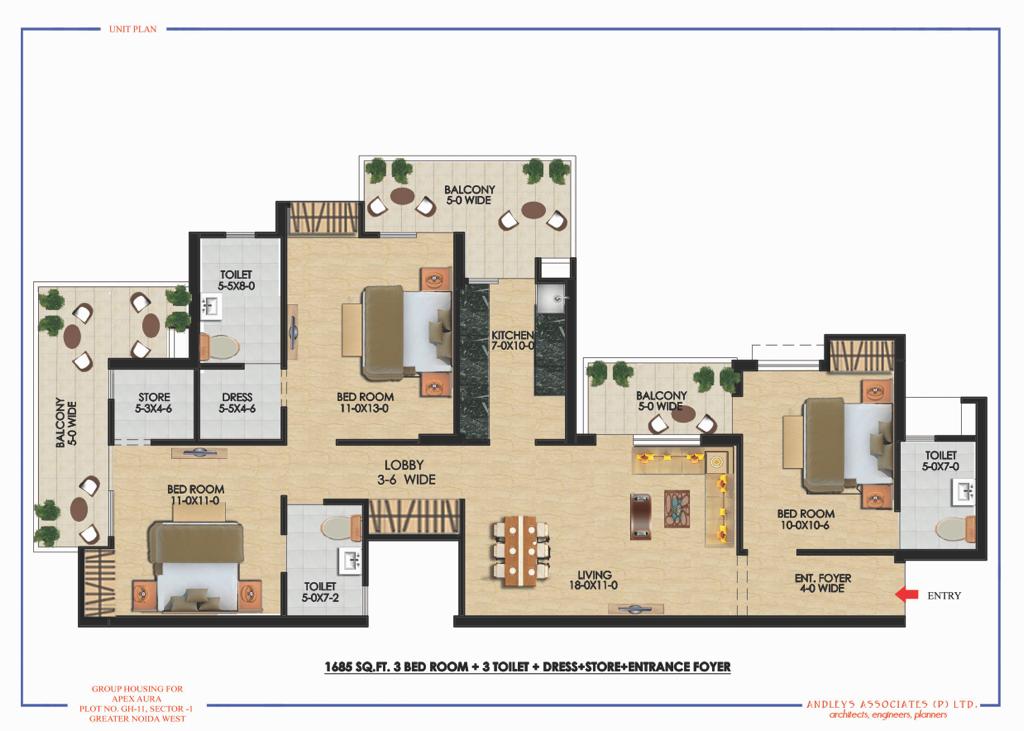 UNIT PLAN
BALCONY
5-0 WIDE
TOILET
5-5X8-0
KITCHEN
7-0X10-0
STORE
5-3X4-6
DRESS
5-5X4-6
BED ROOM
11-0X13-0
BALCONY
5-0 WIDE
BALCONY
5-0 WIDE
LOBBY
3-6 WIDE
TOILET
5-0X7-0
BED ROOM
11-0X11-0
BED ROOM
10-0X10-6
TOILET
5-0X7-2
LIVING
18-0X11-0
ENT. FOYER
4-0 WIDE
ENTRY
1685 SQ.FT. 3 BED ROOM + 3 TOILET + DRESS+STORE+ENTRANCE FOYER
GROUP HOUSING FOR
APEX AURA
PLOT NO. GH-11, SECTOR -1
GREATER NOIDA WEST
ANDLEYS ASSOCIATES (P) LTD.
architects, engineers, planners